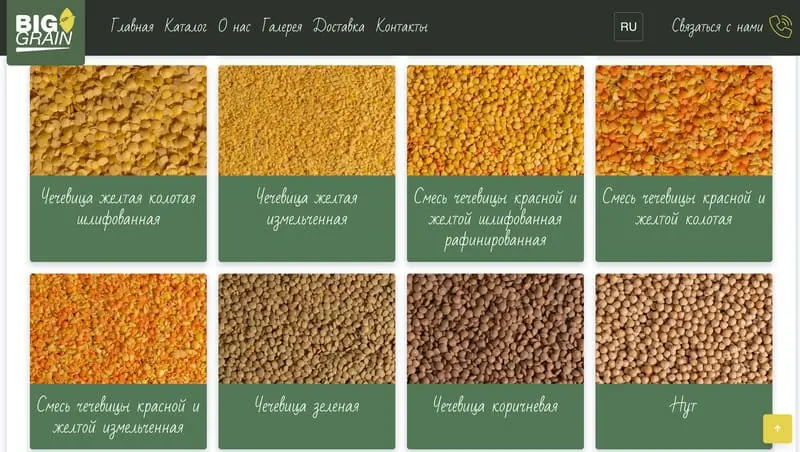 BIG
GRAIN
Главная Каталог О нас Галерея Доставка Контакты
RU
Связаться с нами
Чечевица желтая колотая
шлифованная
Чечевица желтая
измельченная
Смесь чечевицы красной и
желтой шлифованная
рафинированная
Смесь чечевицы красной и
желтой колотая
Смесь чечевицы красной и
желтой измельченная
Чечевица зеленая
Чечевица коричневая
Нут